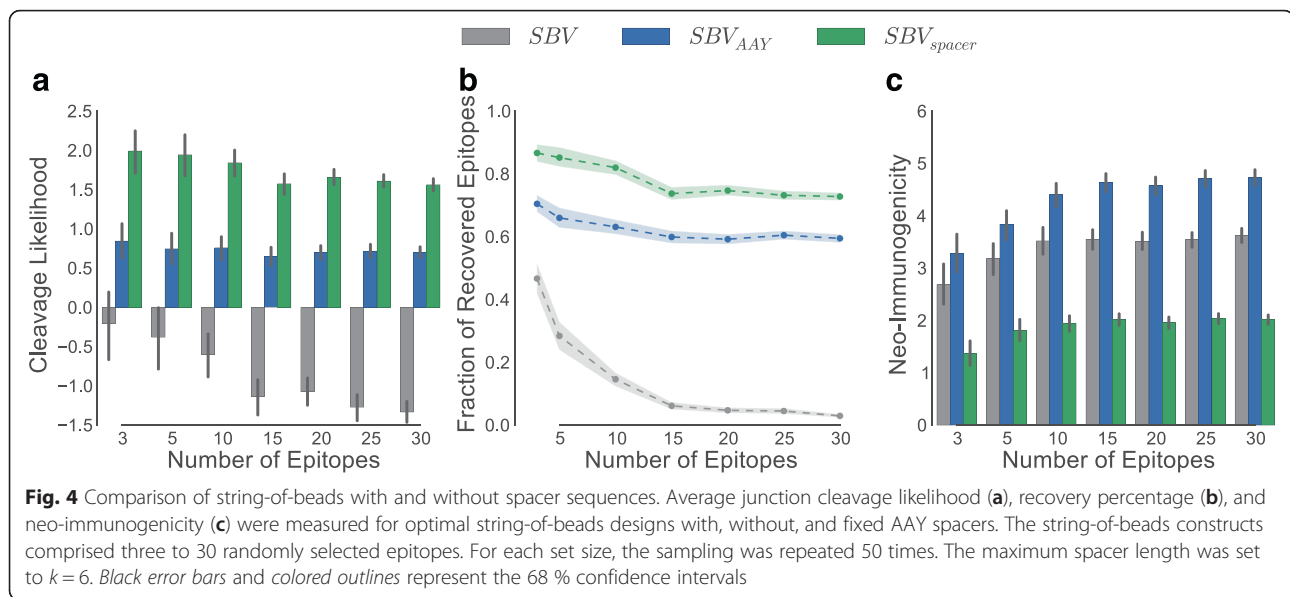 SBV SBV_AAY SBV_spacer
a
2.5
2.0
1.5
1.0
0.5
0.0
−0.5
−1.0
−1.5
Cleavage Likelihood
3 5 10 15 20 25 30
Number of Epitopes
b
1.0
0.8
0.6
0.4
0.2
0.0
Fraction of Recovered Epitopes
5 10 15 20 25 30
Number of Epitopes
c
6
5
4
3
2
1
0
Neo-Immunogenicity
3 5 10 15 20 25 30
Number of Epitopes
Fig. 4 Comparison of string-of-beads with and without spacer sequences. Average junction cleavage likelihood (a), recovery percentage (b), and
neo-immunogenicity (c) were measured for optimal string-of-beads designs with, without, and fixed AAY spacers. The string-of-beads constructs
comprised three to 30 randomly selected epitopes. For each set size, the sampling was repeated 50 times. The maximum spacer length was set
to k = 6. Black error bars and colored outlines represent the 68 % confidence intervals